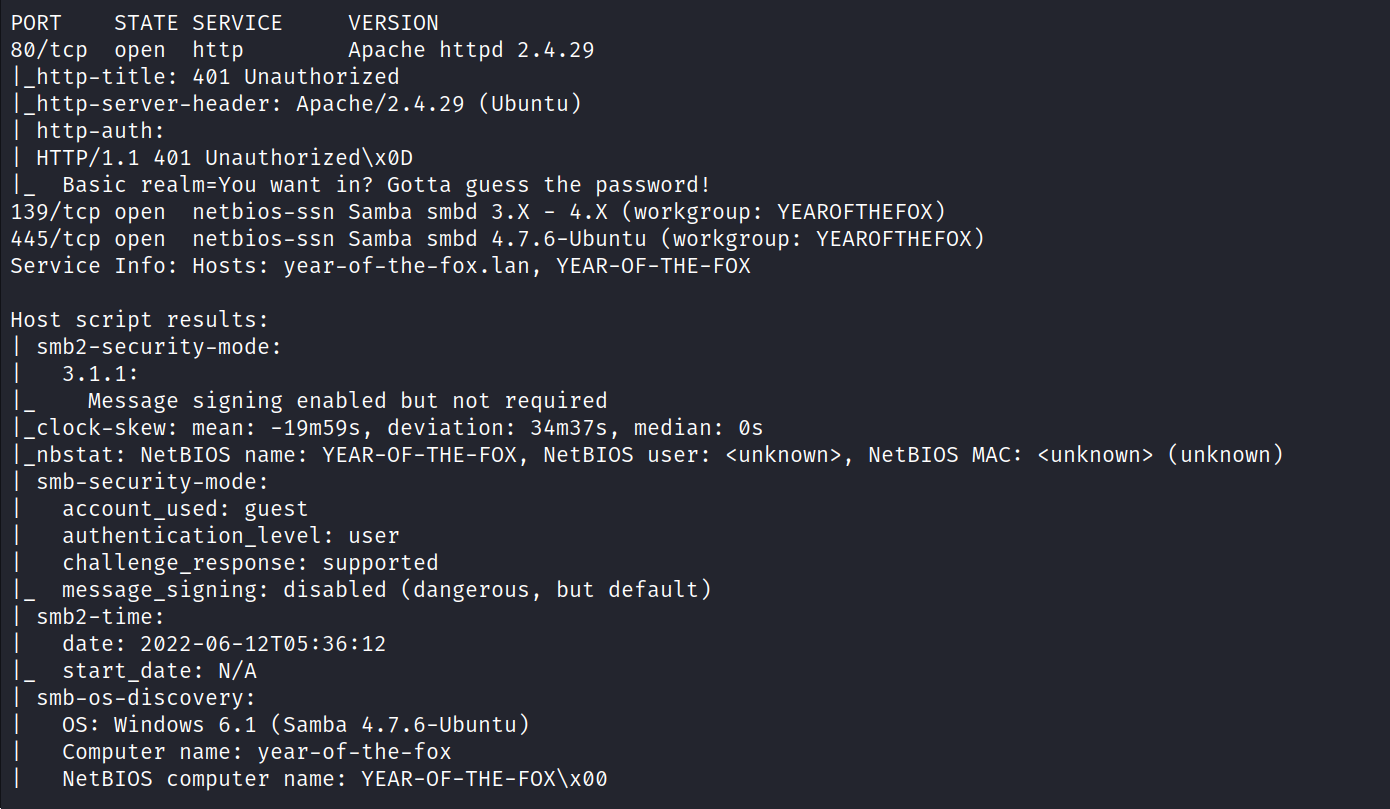 PORT    STATE SERVICE     VERSION
80/tcp  open  http        Apache httpd 2.4.29
|_http-title: 401 Unauthorized
|_http-server-header: Apache/2.4.29 (Ubuntu)
| http-auth:
| HTTP/1.1 401 Unauthorized\x0D
|_  Basic realm=You want in? Gotta guess the password!
139/tcp open  netbios-ssn Samba smbd 3.X - 4.X (workgroup: YEAROFTHEFOX)
445/tcp open  netbios-ssn Samba smbd 4.7.6-Ubuntu (workgroup: YEAROFTHEFOX)
Service Info: Hosts: year-of-the-fox.lan, YEAR-OF-THE-FOX

Host script results:
| smb2-security-mode:
|   3.1.1:
|_    Message signing enabled but not required
|_clock-skew: mean: -19m59s, deviation: 34m37s, median: 0s
|_nbstat: NetBIOS name: YEAR-OF-THE-FOX, NetBIOS user: <unknown>, NetBIOS MAC: <unknown> (unknown)
| smb-security-mode:
|   account_used: guest
|   authentication_level: user
|   challenge_response: supported
|_  message_signing: disabled (dangerous, but default)
| smb2-time:
|   date: 2022-06-12T05:36:12
|_  start_date: N/A
| smb-os-discovery:
|   OS: Windows 6.1 (Samba 4.7.6-Ubuntu)
|   Computer name: year-of-the-fox
|   NetBIOS computer name: YEAR-OF-THE-FOX\x00